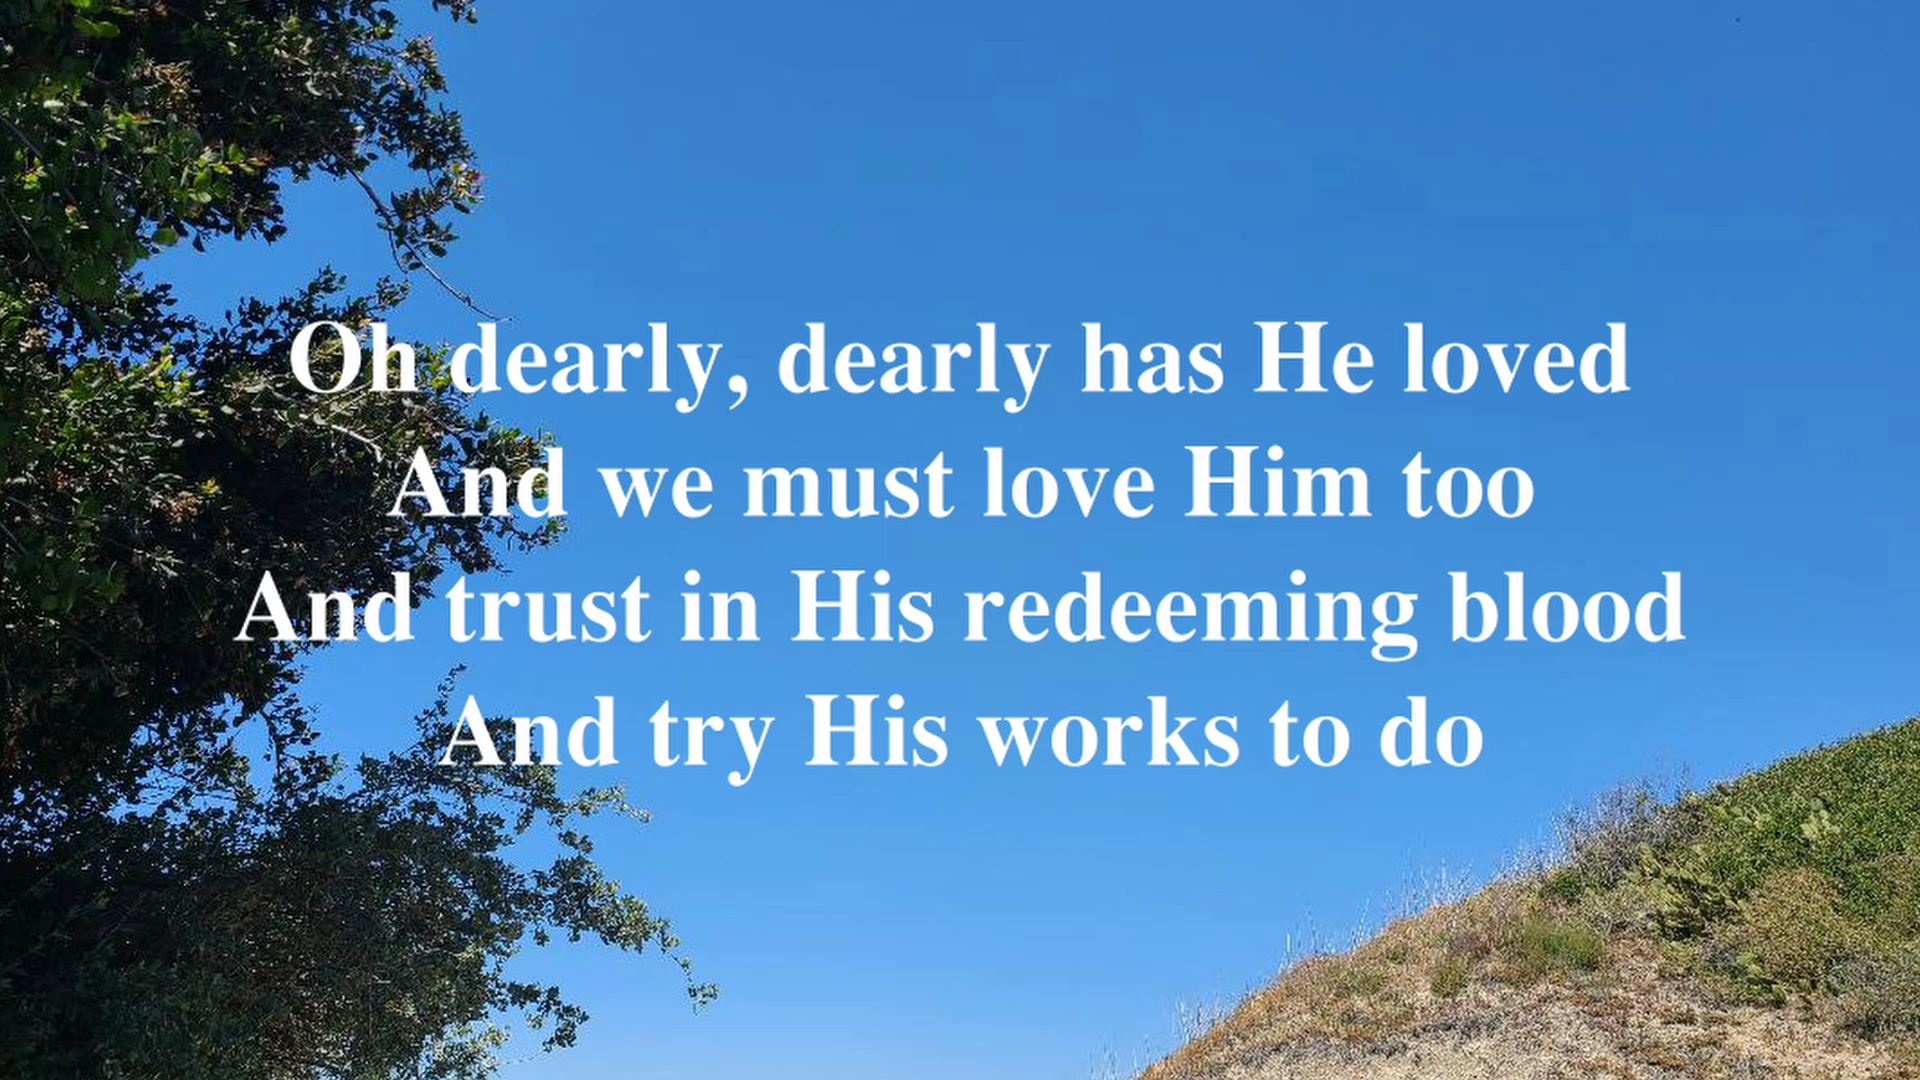 Oh dearly, dearly has He loved
And we must love Him too
And trust in His redeeming blood
And try His works to do